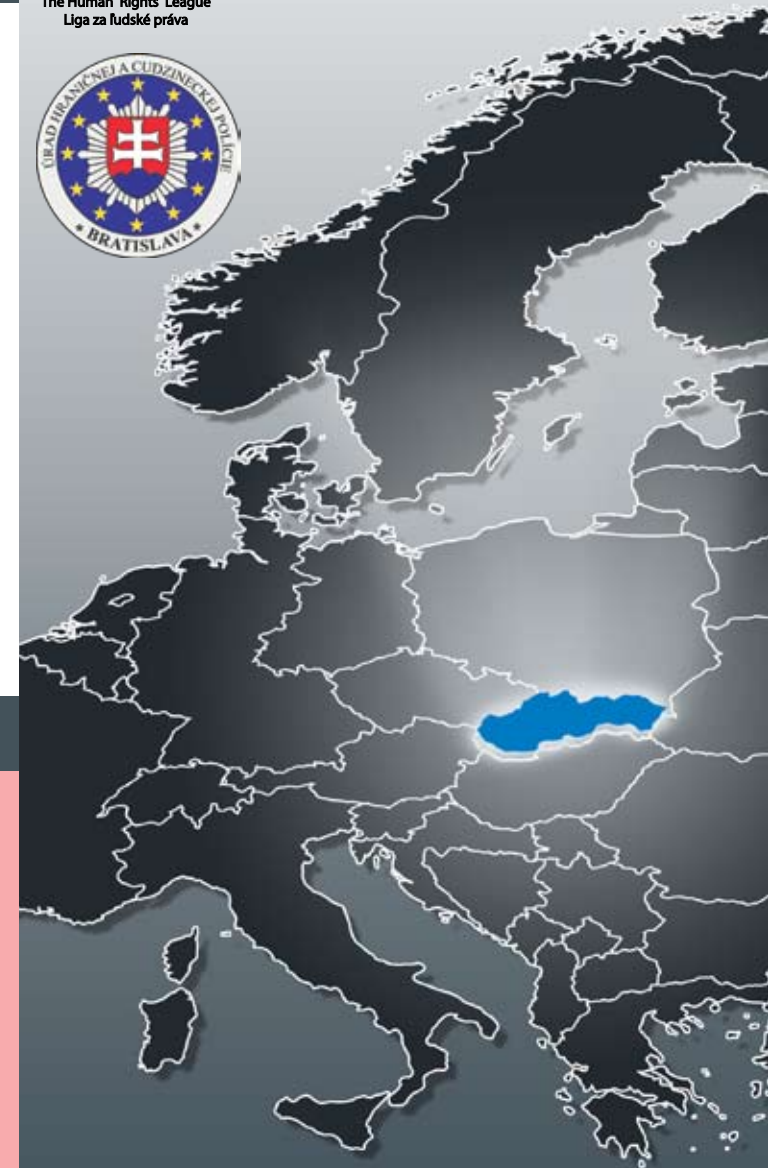 The Human Rights League
Liga za ľudské práva
ÚRAD HRANIČNEJ A CUDZINECKEJ POLÍCIE
* BRATISLAVA *